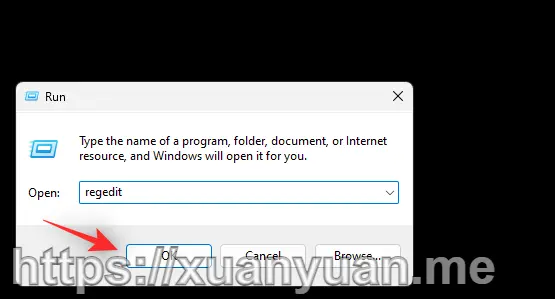 Run
Type the name of a program, folder, document, or Internet
resource, and Windows will open it for you.
Open:
regedit
OK
Cancel
Browse...
https://xuanyuan.me